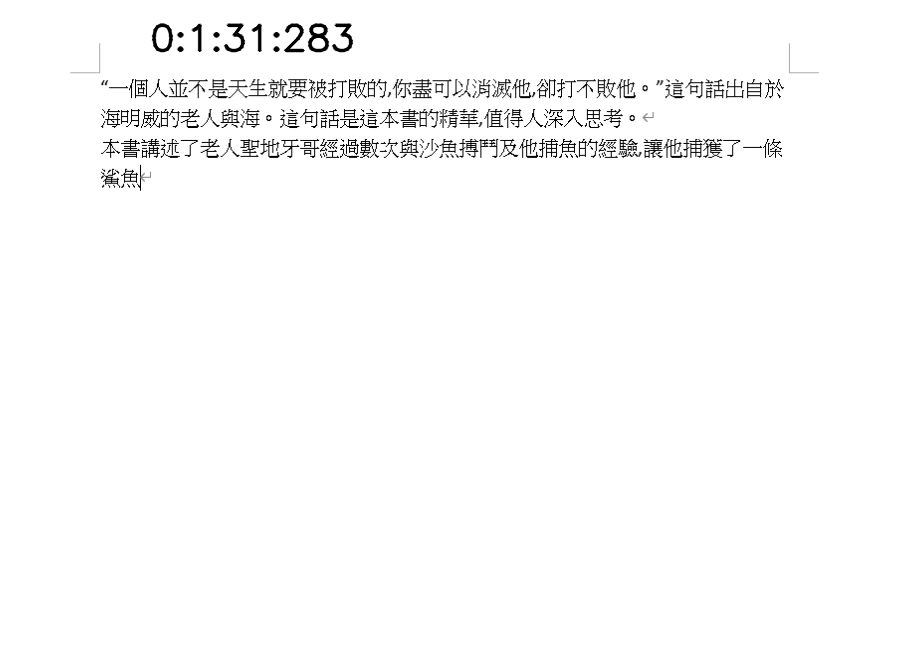 0:1:31:283
“一個人並不是天生就要被打敗的,你盡可以消滅他,卻打不敗他。”這句話出自於
海明威的老人與海。這句話是這本書的精華,值得人深入思考。
本書講述了老人聖地牙哥經過數次與沙魚搏鬥及他捕魚的經驗,讓他捕獲了一條
鯊魚